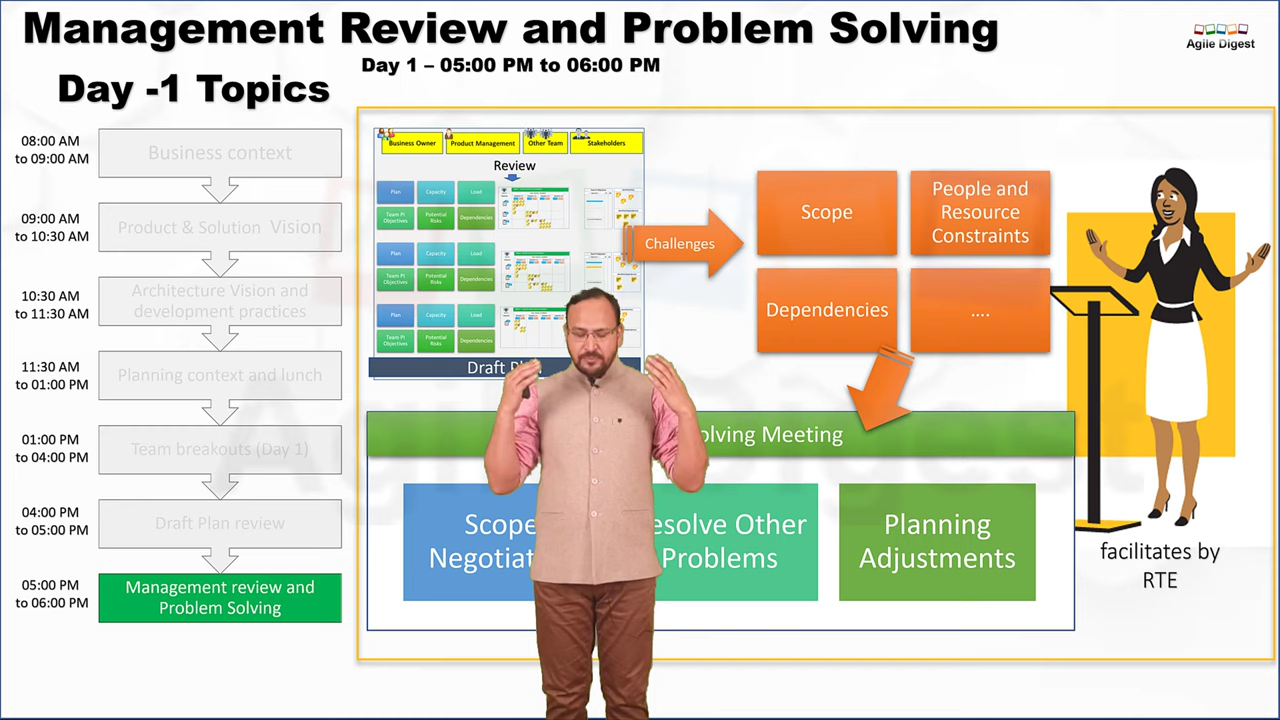 Management Review and Problem Solving
Agile Digest
Day 1 – 05:00 PM to 06:00 PM
Day -1 Topics
08:00 AM
to 09:00 AM
Business context
09:00 AM
to 10:30 AM
Product & Solution Vision
10:30 AM
to 11:30 AM
Architecture Vision and
development practices
11:30 AM
to 01:00 PM
Planning context and lunch
01:00 PM
to 04:00 PM
Team breakouts (Day 1)
04:00 PM
to 05:00 PM
Draft Plan review
05:00 PM
to 06:00 PM
Management review and
Problem Solving
Business Owner
Product Management
Other Team
Stakeholders
Review
Plan
Capacity
Load
Team PI
Objectives
Potential
Risks
Dependencies
Plan
Capacity
Load
Team PI
Objectives
Potential
Risks
Dependencies
Plan
Capacity
Load
Team PI
Objectives
Potential
Risks
Dependencies
Draft
Challenges
Scope
People and
Resource
Constraints
Dependencies
....
olving Meeting
Scope
Negotiat
esolve Other
Problems
Planning
Adjustments
facilitates by
RTE